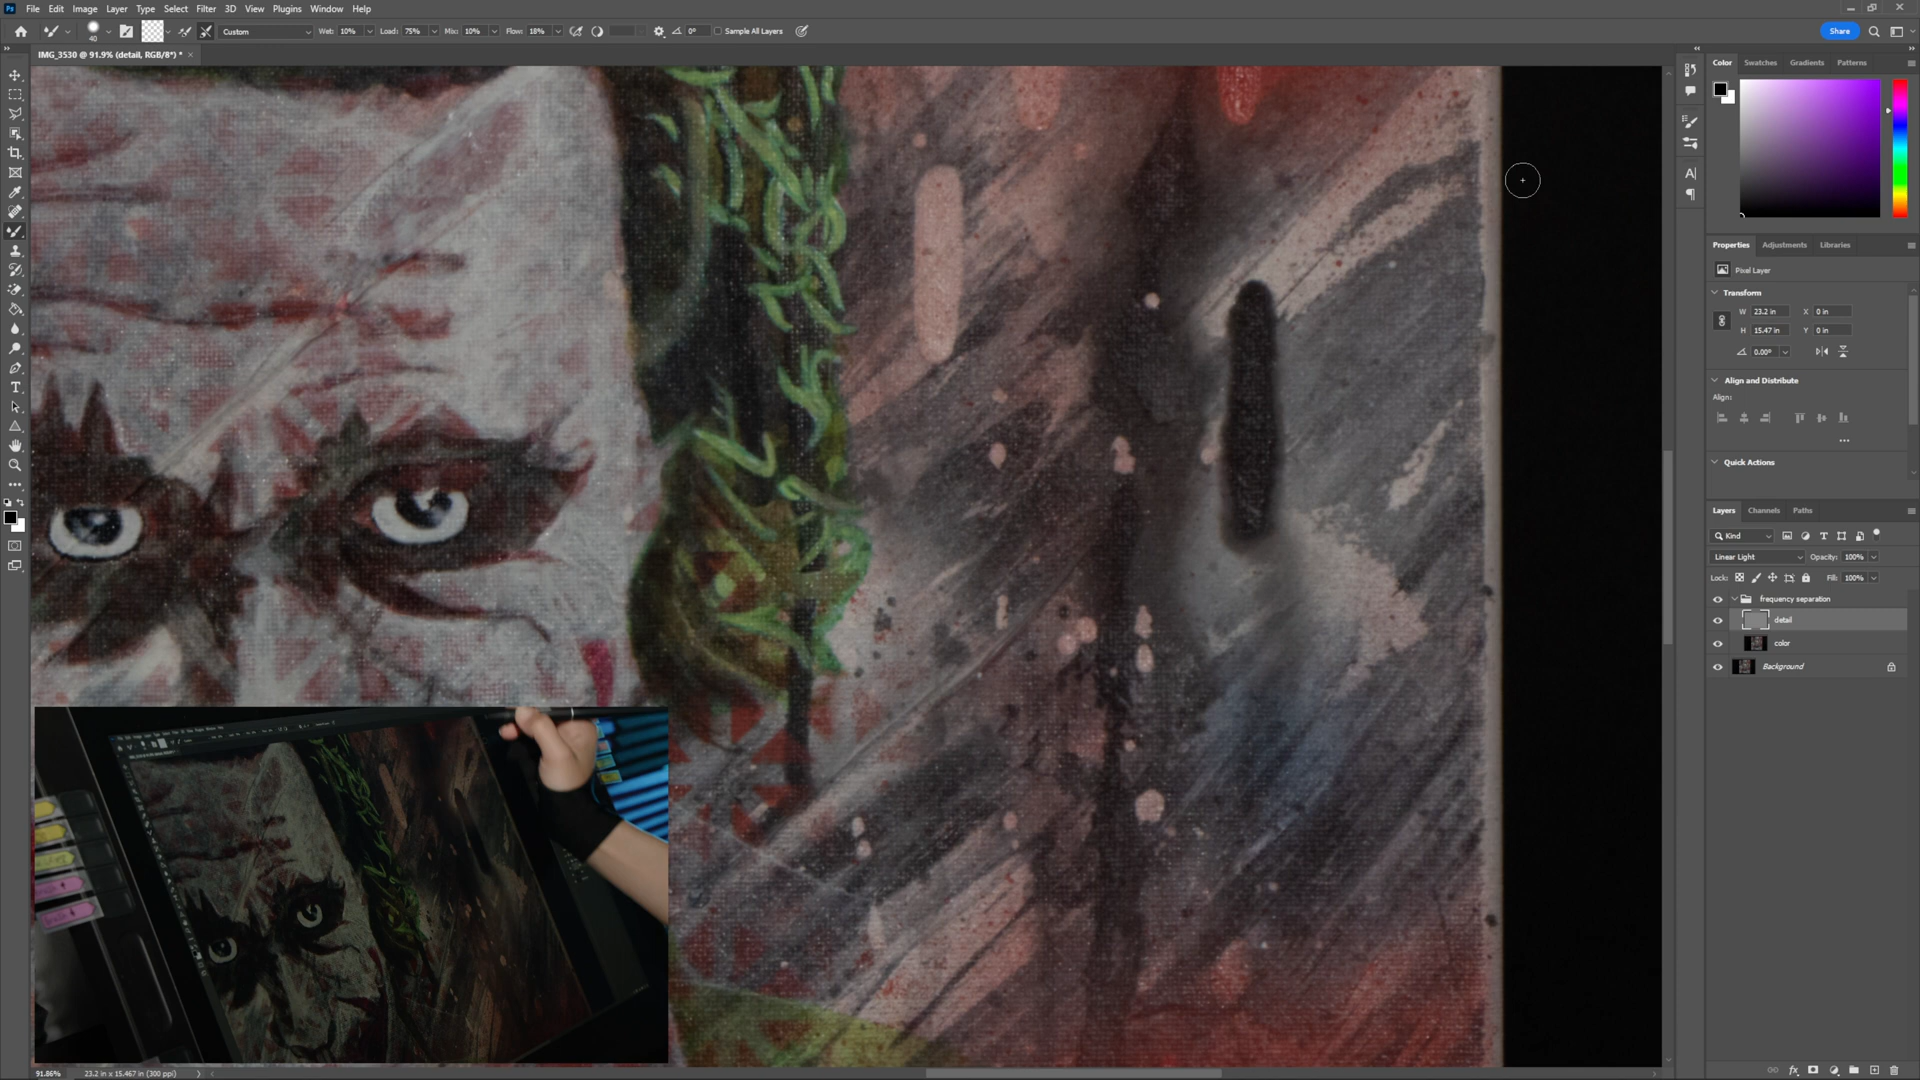 Ps File Edit Image Layer Type Select Filter 3D View Plugins Window Help
40 Custom Wet: 10% Load: 75% Mix: 10% Flow: 18% 0° Sample All Layers Share
IMG_3530 @ 91.9% (detail, RGB/8*) * ×
Color Swatches Gradients Patterns
Properties Adjustments Libraries
Pixel Layer
Transform
W 23.2 in X 0 in
H 15.47 in Y 0 in
0.00°
Align and Distribute
Align:
Quick Actions
Layers Channels Paths
Kind
Linear Light Opacity: 100%
Lock: Fill: 100%
frequency separation
detail
color
Background
91.86% 23.2 in x 15.467 in (300 ppi)